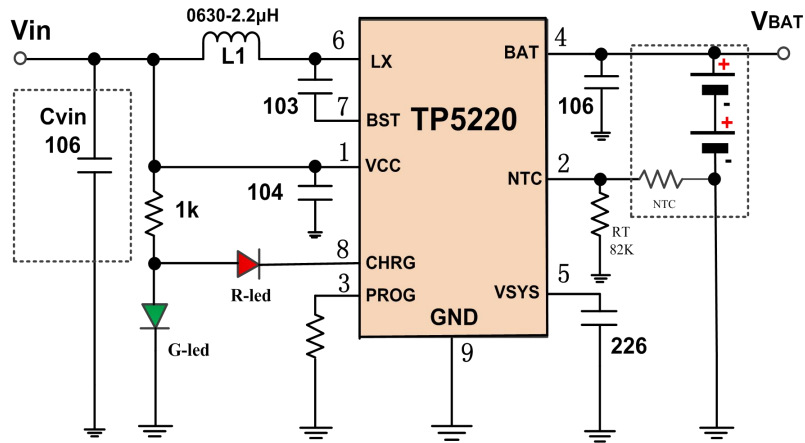 0630-2.2µH
Vin
L1
6
LX
BAT
4
VBAT
+
-
+
-
Cvin
106
103
7
BST
TP5220
106
1
VCC
104
NTC
2
NTC
1k
RT
82K
8
CHRG
R-led
3
PROG
VSYS
5
GND
G-led
9
226